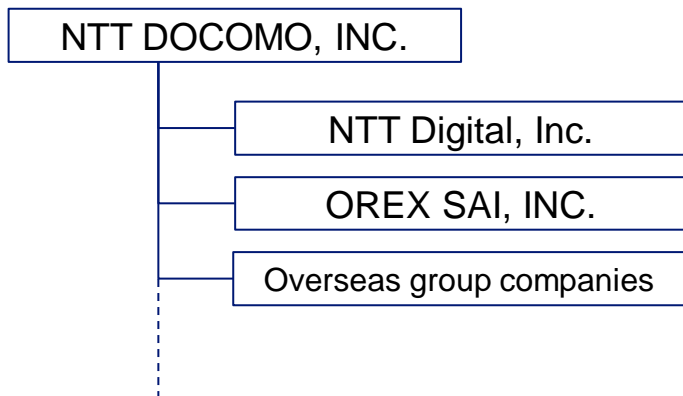 NTT DOCOMO, INC.
NTT Digital, Inc.
OREX SAI, INC.
Overseas group companies